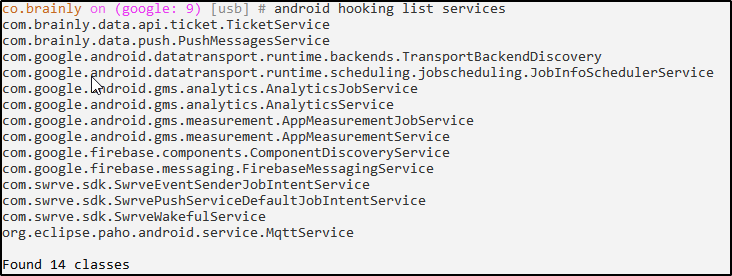 co.brainly on (google: 9) [usb] # android hooking list services
com.brainly.data.api.ticket.TicketService
com.brainly.data.push.PushMessagesService
com.google.android.datatransport.runtime.backends.TransportBackendDiscovery
com.google.android.datatransport.runtime.scheduling.jobscheduling.JobInfoSchedulerService
com.google.android.gms.analytics.AnalyticsJobService
com.google.android.gms.analytics.AnalyticsService
com.google.android.gms.measurement.AppMeasurementJobService
com.google.android.gms.measurement.AppMeasurementService
com.google.firebase.components.ComponentDiscoveryService
com.google.firebase.messaging.FirebaseMessagingService
com.swrve.sdk.SwrveEventSenderJobIntentService
com.swrve.sdk.SwrvePushServiceDefaultJobIntentService
com.swrve.sdk.SwrveWakefulService
org.eclipse.paho.android.service.MqttService
Found 14 classes